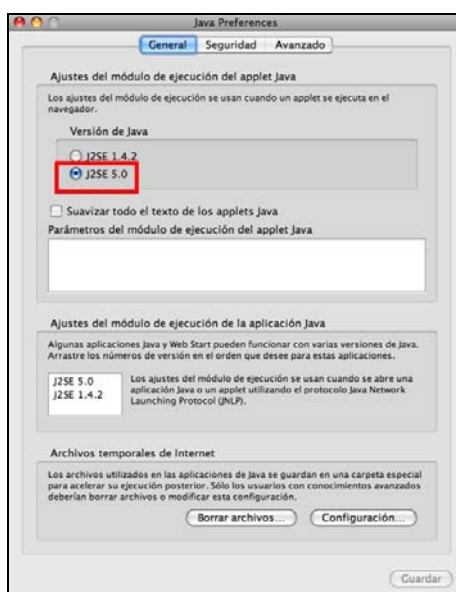 Java Preferences
General Seguridad Avanzado
Ajustes del módulo de ejecución del applet Java
Los ajustes del módulo de ejecución se usan cuando un applet se ejecuta en el
navegador.
Versión de Java
J2SE 1.4.2
J2SE 5.0
Suavizar todo el texto de los applets Java
Parámetros del módulo de ejecución del applet Java
Ajustes del módulo de ejecución de la aplicación Java
Algunas aplicaciones Java y Web Start pueden funcionar con varias versiones de Java.
Arrastre los números de versión en el orden que desee para estas aplicaciones.
J2SE 5.0
J2SE 1.4.2
Los ajustes del módulo de ejecución se usan cuando se abre una
aplicación Java o un applet utilizando el protocolo Java Network
Launching Protocol (JNLP).
Archivos temporales de Internet
Los archivos utilizados en las aplicaciones de Java se guardan en una carpeta especial
para acelerar su ejecución posterior. Sólo los usuarios con conocimientos avanzados
deberían borrar archivos o modificar esta configuración.
Borrar archivos... Configuración...
Guardar